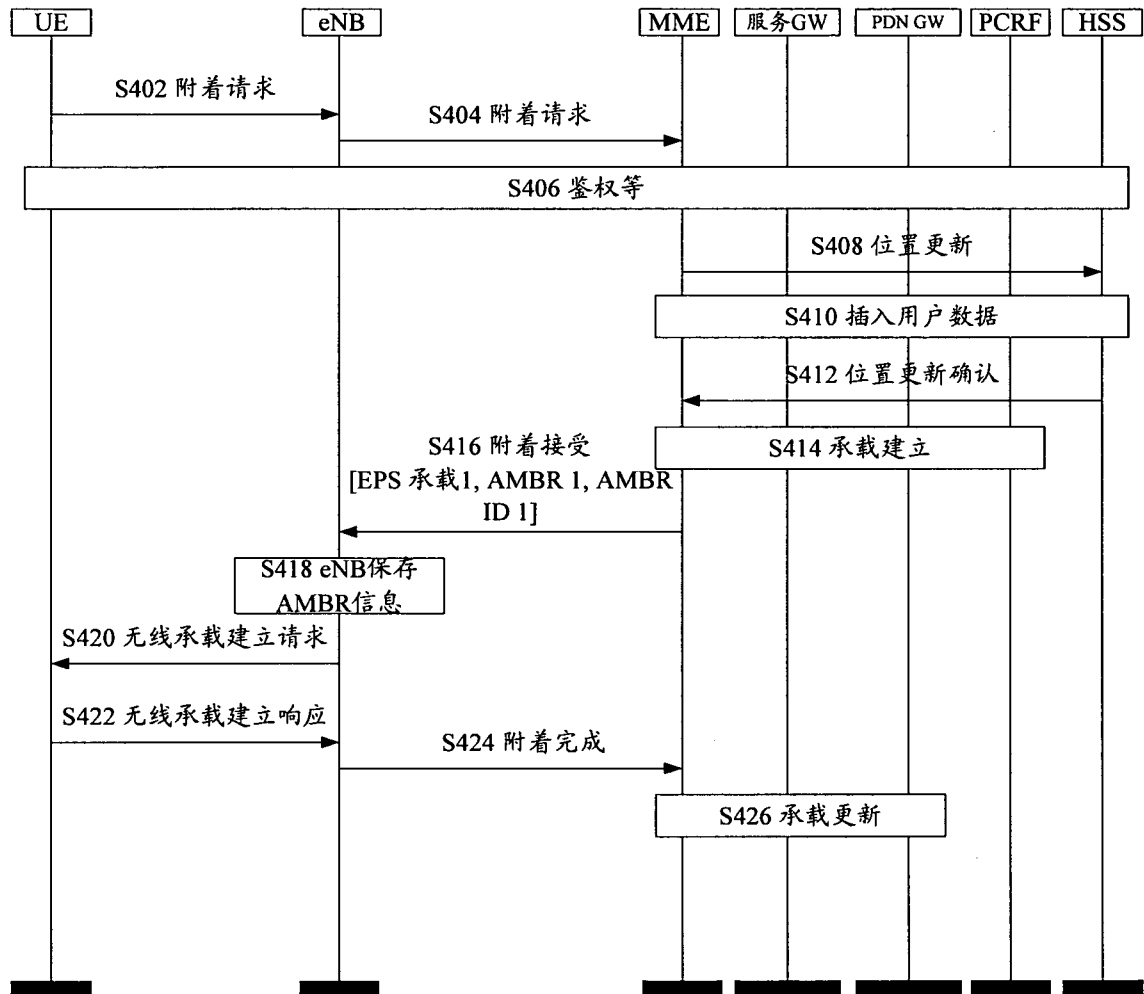 UE
eNB
MME
服务GW
PDN GW
PCRF
HSS
S402 附着请求
S404 附着请求
S406 鉴权等
S408 位置更新
S410 插入用户数据
S412 位置更新确认
S414 承载建立
S416 附着接受
[EPS 承载1, AMBR 1, AMBR
ID 1]
S418 eNB保存
AMBR信息
S420 无线承载建立请求
S422 无线承载建立响应
S424 附着完成
S426 承载更新